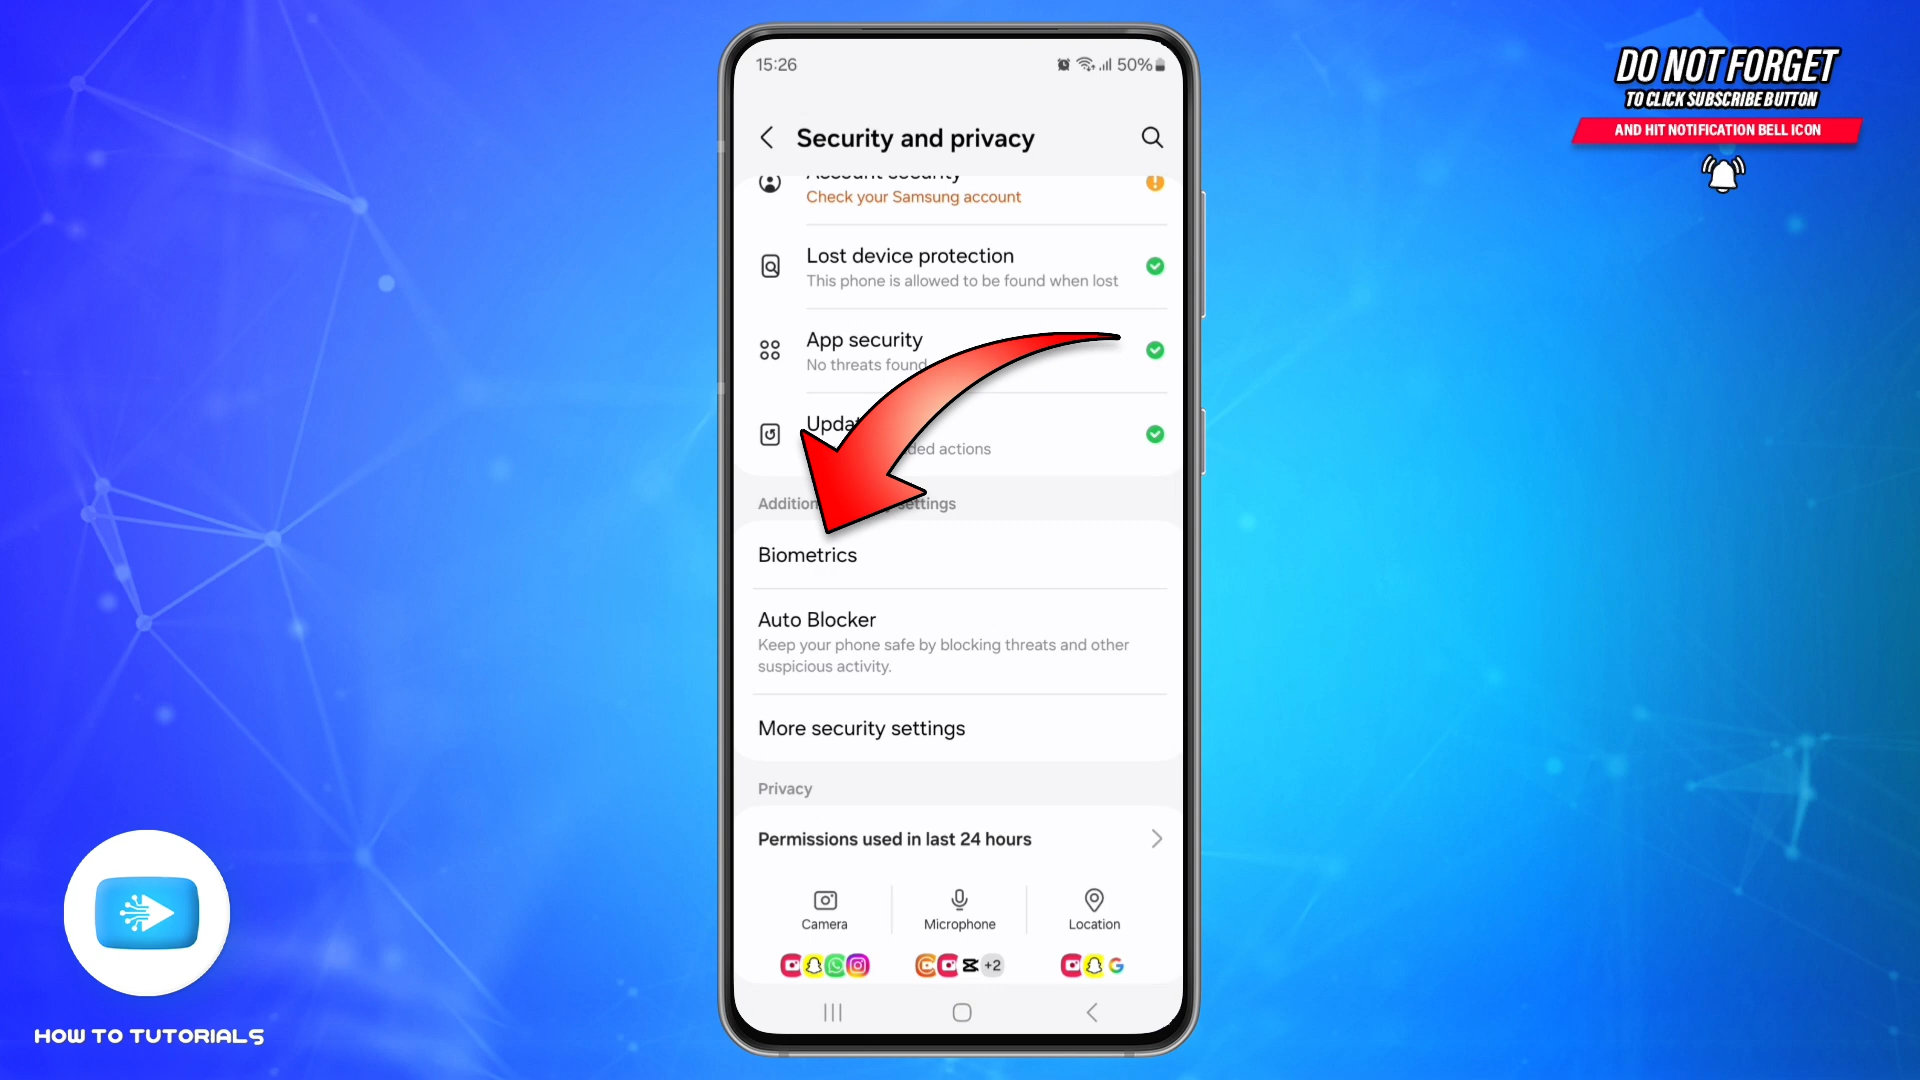 DO NOT FORGET
TO CLICK SUBSCRIBE BUTTON
AND HIT NOTIFICATION BELL ICON
15:26
50%
Security and privacy
Account security
Check your Samsung account
Lost device protection
This phone is allowed to be found when lost
App security
No threats found
actions
settings
Biometrics
Auto Blocker
Keep your phone safe by blocking threats and other
suspicious activity.
More security settings
Privacy
Permissions used in last 24 hours
Camera
Microphone
Location
+2
HOW TO TUTORIALS